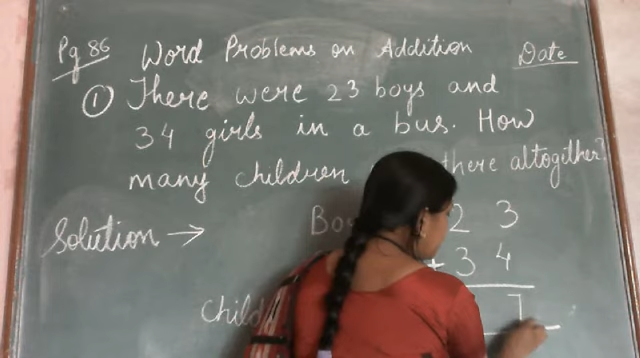 Pg 86 Word Problems on Addition Date
① There were 23 boys and
34 girls in a bus. How
many children there altogether?
Solution → 2 3
+ 3 4
7